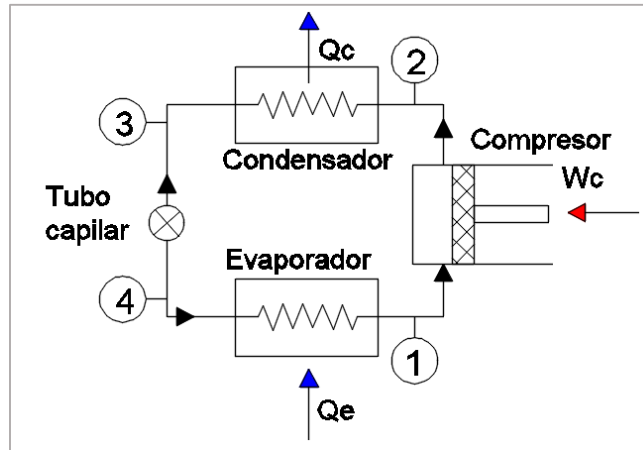 Qc
2
3
Condensador
Compresor
Wc
Tubo
capilar
Evaporador
4
1
Qe